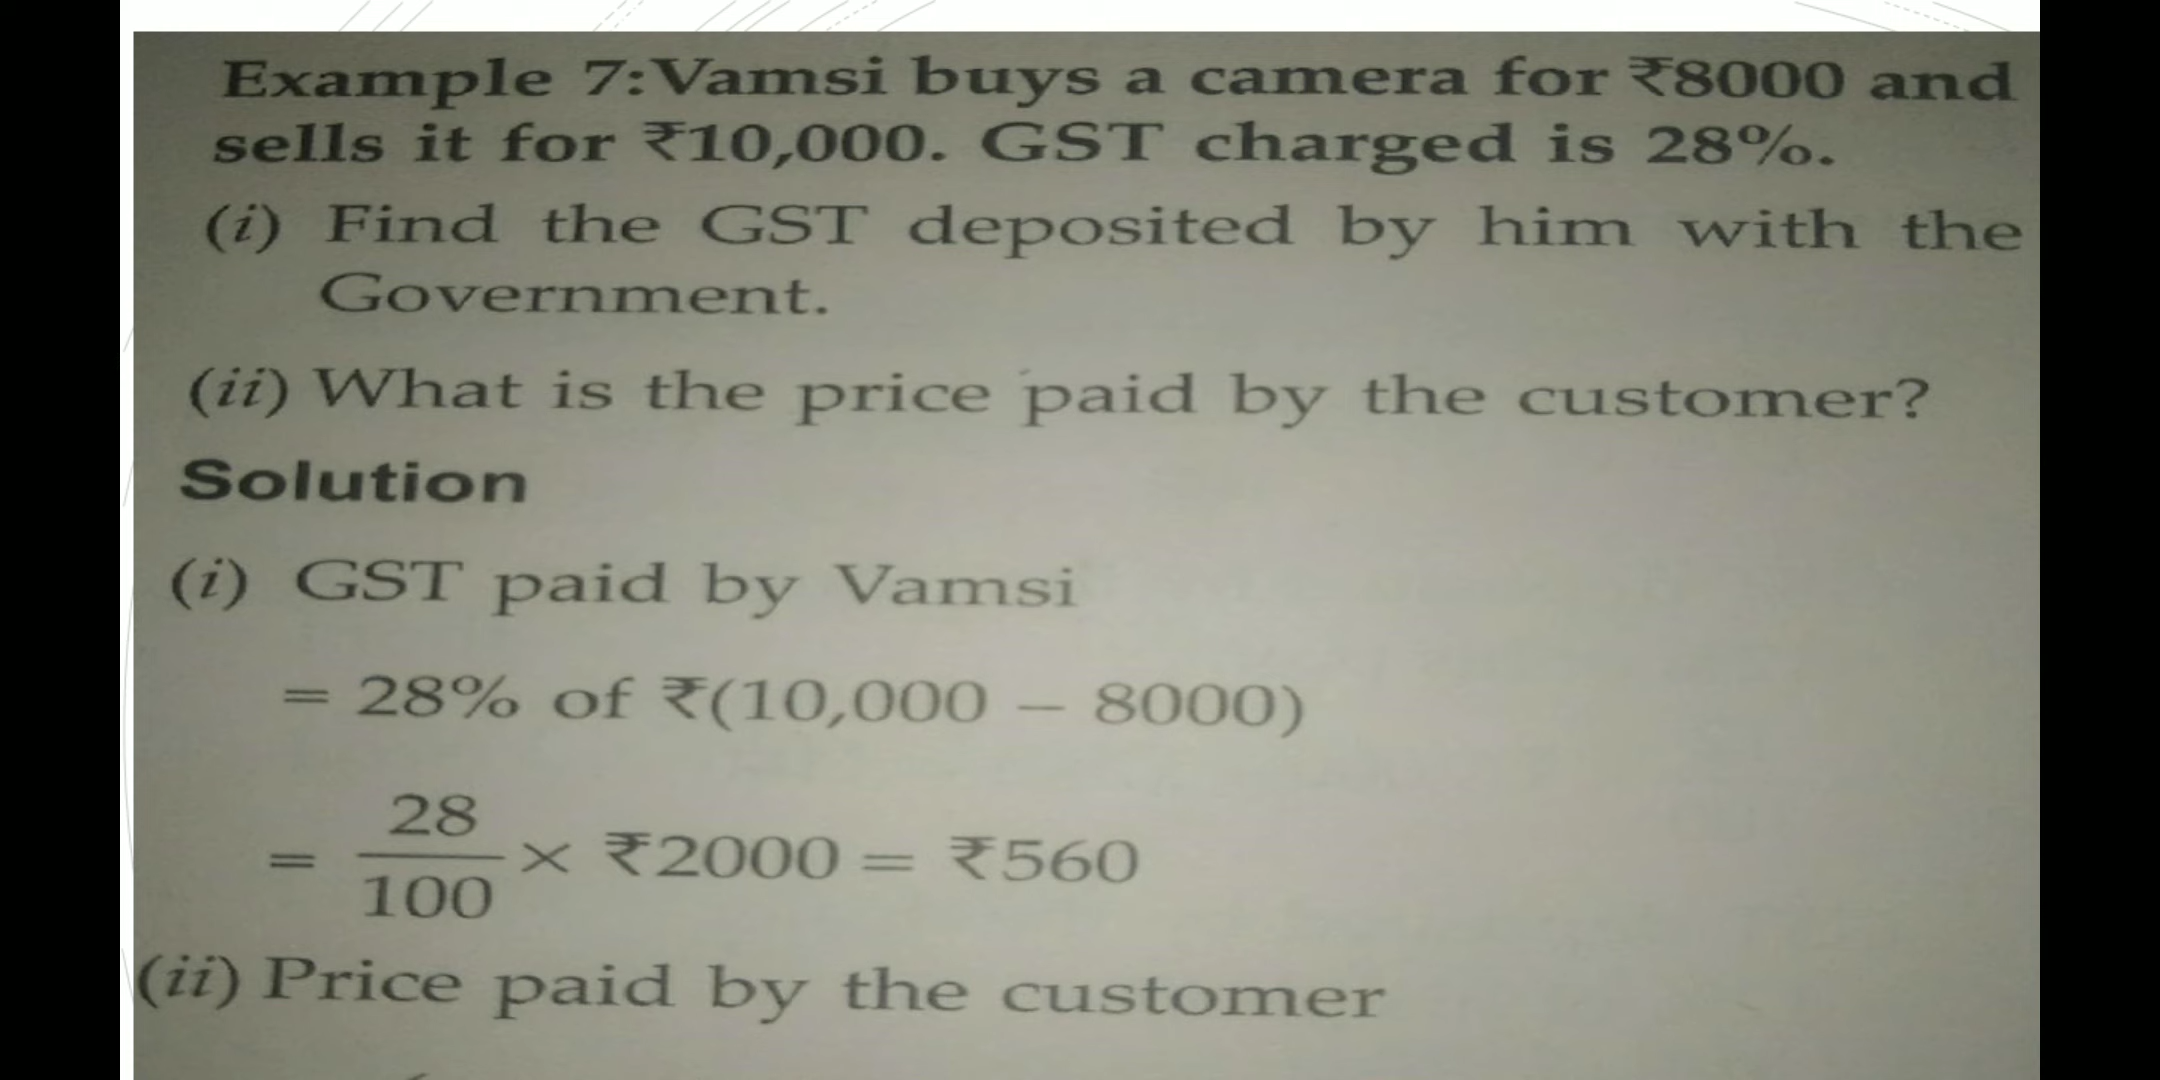 Example 7: Vamsi buys a camera for ₹8000 and
sells it for ₹10,000. GST charged is 28%.
(i) Find the GST deposited by him with the
Government.
(ii) What is the price paid by the customer?
Solution
(i) GST paid by Vamsi
= 28% of ₹(10,000 – 8000)
= 28/100 × ₹2000 = ₹560
(ii) Price paid by the customer